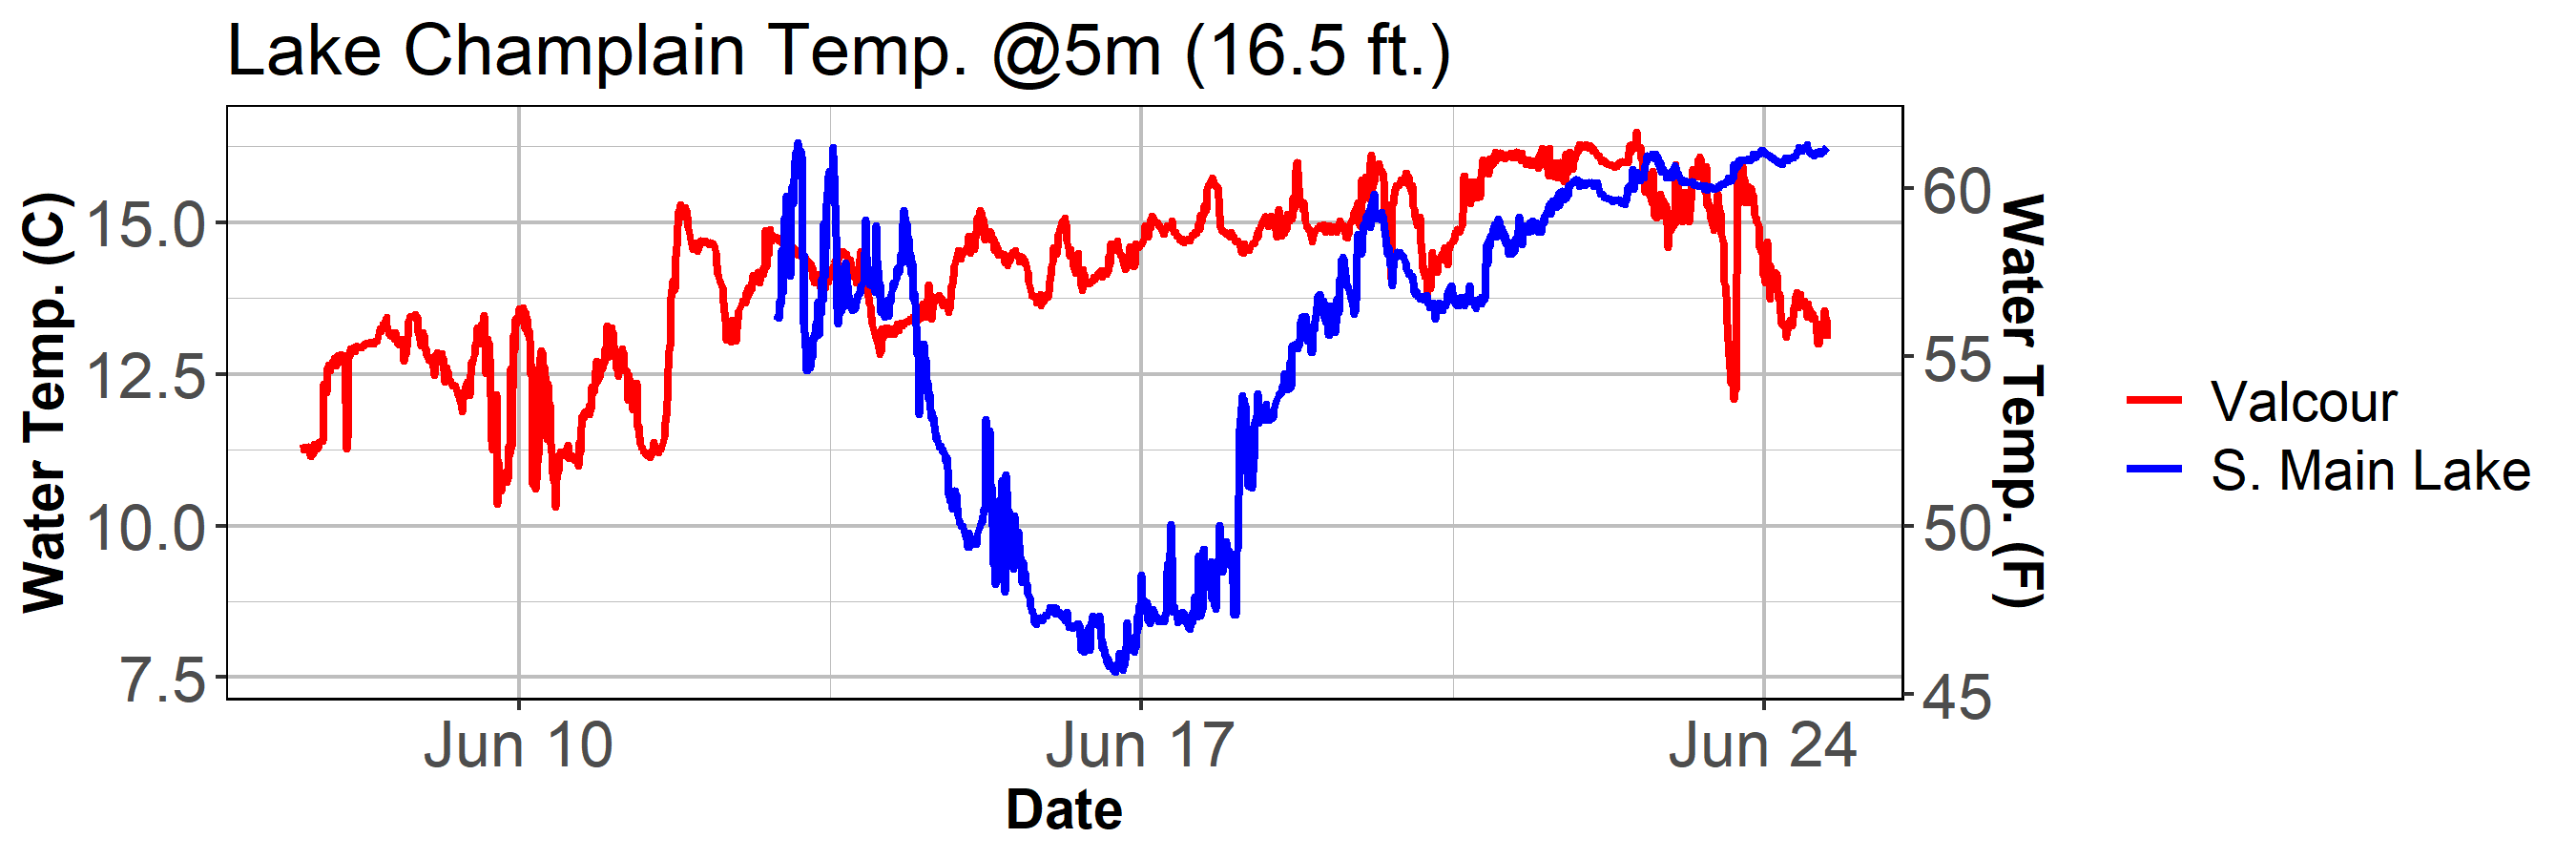 Lake Champlain Temp. @5m (16.5 ft.)
Water Temp. (C)
15.0
12.5
10.0
7.5
60
55
50
45
Water Temp. (F)
Jun 10
Jun 17
Jun 24
Date
Valcour
S. Main Lake